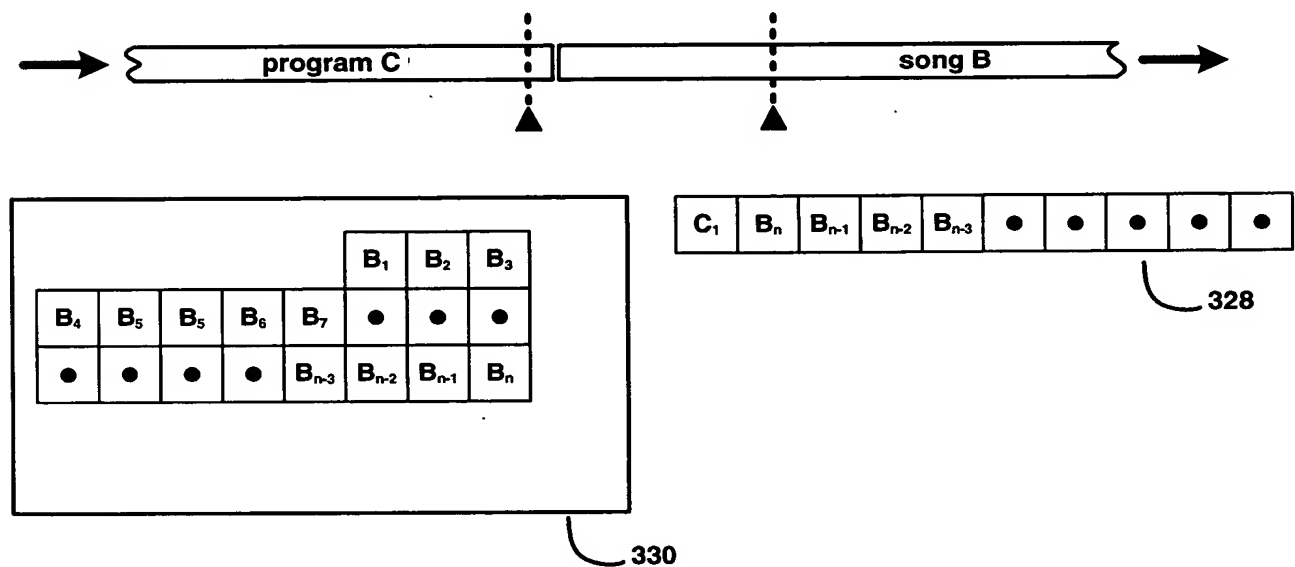 program C song B
C₁ Bₙ Bₙ₋₁ Bₙ₋₂ Bₙ₋₃ ● ● ● ● ●
328
B₁ B₂ B₃
B₄ B₅ B₅ B₆ B₇ ● ● ●
● ● ● ● Bₙ₋₃ Bₙ₋₂ Bₙ₋₁ Bₙ
330